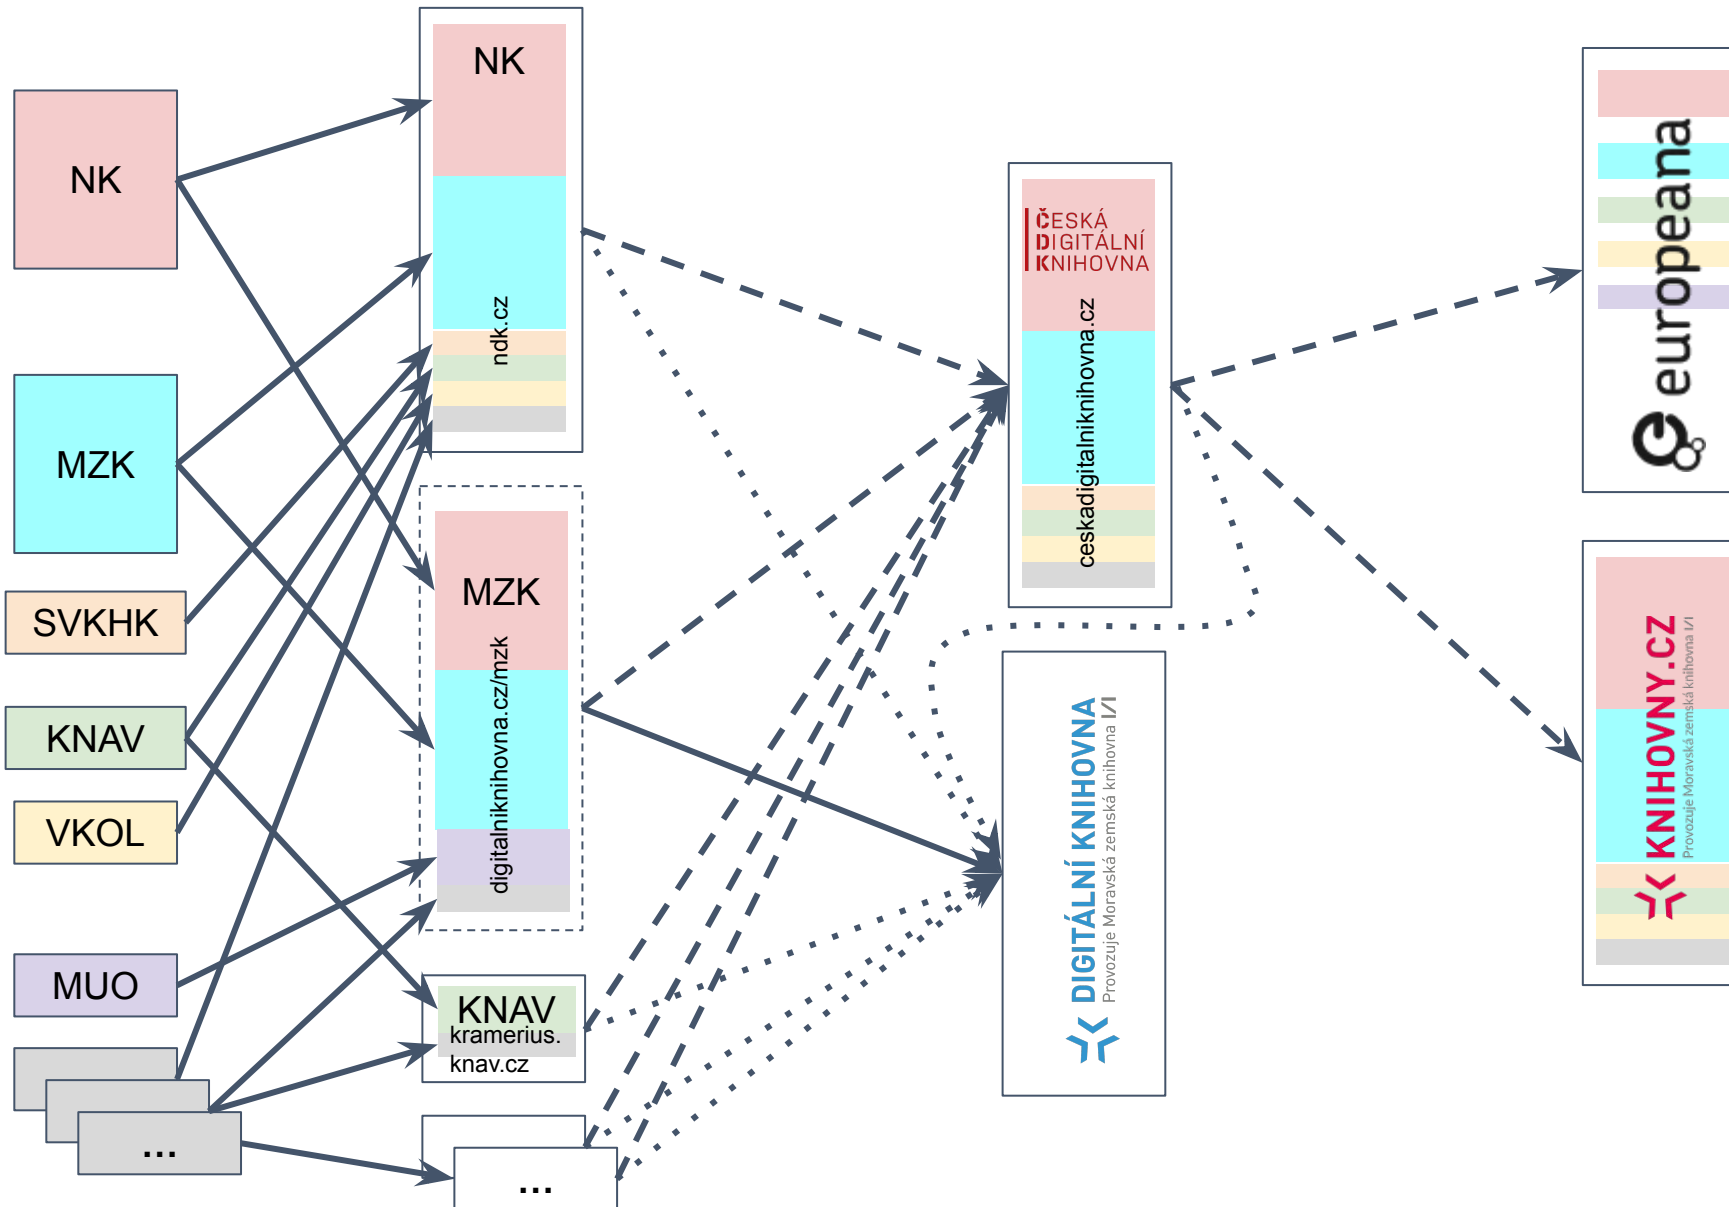 NK
MZK
SVKHK
KNAV
VKOL
MUO
...
NK
ndk.cz
MZK
digitalniknihovna.cz/mzk
KNAV
kramerius.
knav.cz
...
ČESKÁ
DIGITÁLNÍ
KNIHOVNA
ceskadigitalniknihovna.cz
DIGITÁLNÍ KNIHOVNA
Provozuje Moravská zemská knihovna
europeana
KNIHOVNY.CZ
Provozuje Moravská zemská knihovna